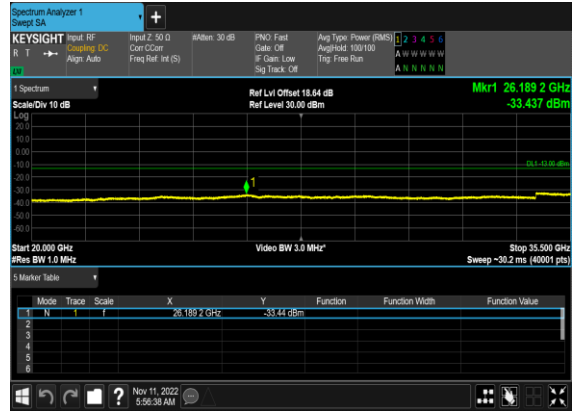 Spectrum Analyzer 1
Swept SA
KEYSIGHT Input: RF Input Z: 50 Ω #Atten: 30 dB PNO: Fast Avg Type: Power (RMS) 1 2 3 4 5 6
R T Coupling: DC Corr CCorr Gate: Off Avg|Hold: 100/100 A W W W W W
Align: Auto Freq Ref: Int (S) IF Gain: Low Trig: Free Run
Sig Track: Off A N N N N N
1 Spectrum Ref Lvl Offset 18.64 dB Mkr1 26.189 2 GHz
Scale/Div 10 dB Ref Level 30.00 dBm -33.437 dBm
Log
20.0
10.0
0.00
-10.0
DL1 -13.00 dBm
-20.0
1
-30.0
-40.0
-50.0
-60.0
Start 20.000 GHz Video BW 3.0 MHz* Stop 35.500 GHz
#Res BW 1.0 MHz Sweep ~30.2 ms (40001 pts)
5 Marker Table
Mode Trace Scale X Y Function Function Width Function Value
1 N 1 f 26.189 2 GHz -33.44 dBm
2
3
4
5
6
Nov 11, 2022
5:56:38 AM